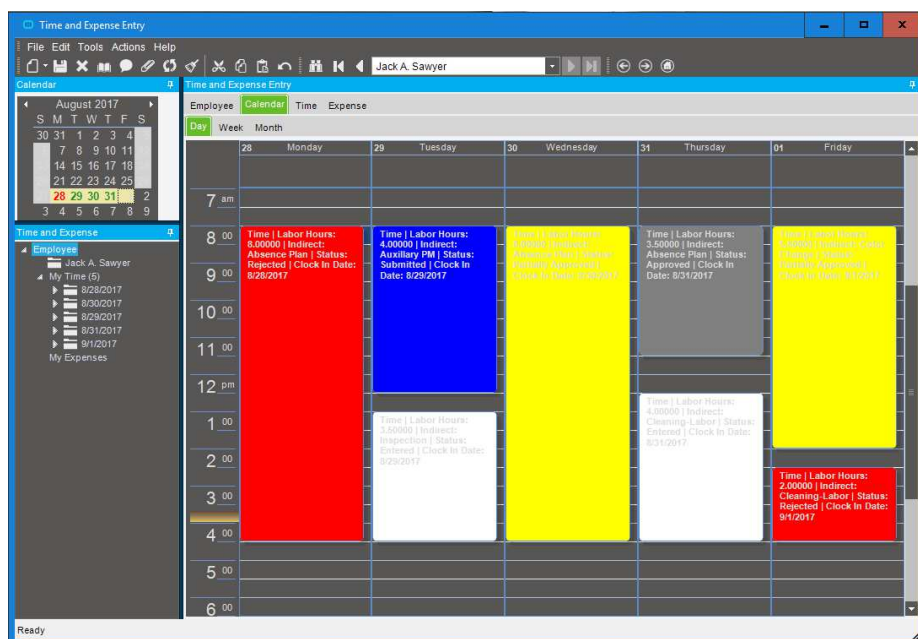 Time and Expense Entry
File Edit Tools Actions Help
Jack A. Sawyer
Calendar
August 2017
S M T W T F S
30 31 1 2 3 4
7 8 9 10 11
14 15 16 17 18
21 22 23 24 25
28 29 30 31 2
3 4 5 6 7 8 9
Time and Expense
Employee
Jack A. Sawyer
My Time (5)
8/28/2017
8/30/2017
8/29/2017
8/31/2017
9/1/2017
My Expenses
Time and Expense Entry
Employee Calendar Time Expense
Day Week Month
28 Monday 29 Tuesday 30 Wednesday 31 Thursday 01 Friday
7 am
8 00
9 00
10 00
11 00
12 pm
1 00
2 00
3 00
4 00
5 00
6 00
Time | Labor Hours:
8.00000 | Indirect:
Absence Plan | Status:
Rejected | Clock In Date:
8/28/2017
Time | Labor Hours:
4.00000 | Indirect:
Auxillary PM | Status:
Submitted | Clock In
Date: 8/29/2017
Time | Labor Hours:
3.50000 | Indirect:
Inspection | Status:
Entered | Clock In Date:
8/29/2017
Time | Labor Hours:
3.50000 | Indirect:
Absence Plan | Status:
Approved | Clock In
Date: 8/31/2017
Time | Labor Hours:
4.00000 | Indirect:
Cleaning-Labor | Status:
Entered | Clock In Date:
8/31/2017
Time | Labor Hours:
2.00000 | Indirect:
Cleaning-Labor | Status:
Rejected | Clock In Date:
9/1/2017
Ready